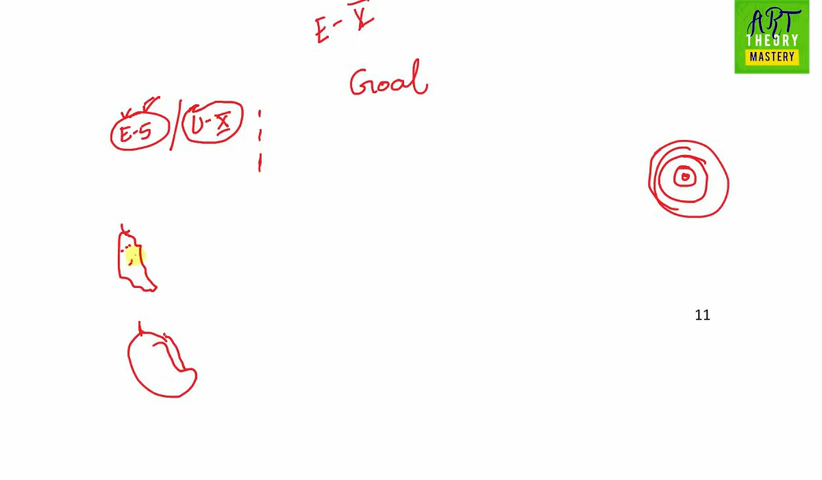 E-X
Goal
E-5 / U-X
ART
THEORY
MASTERY
11